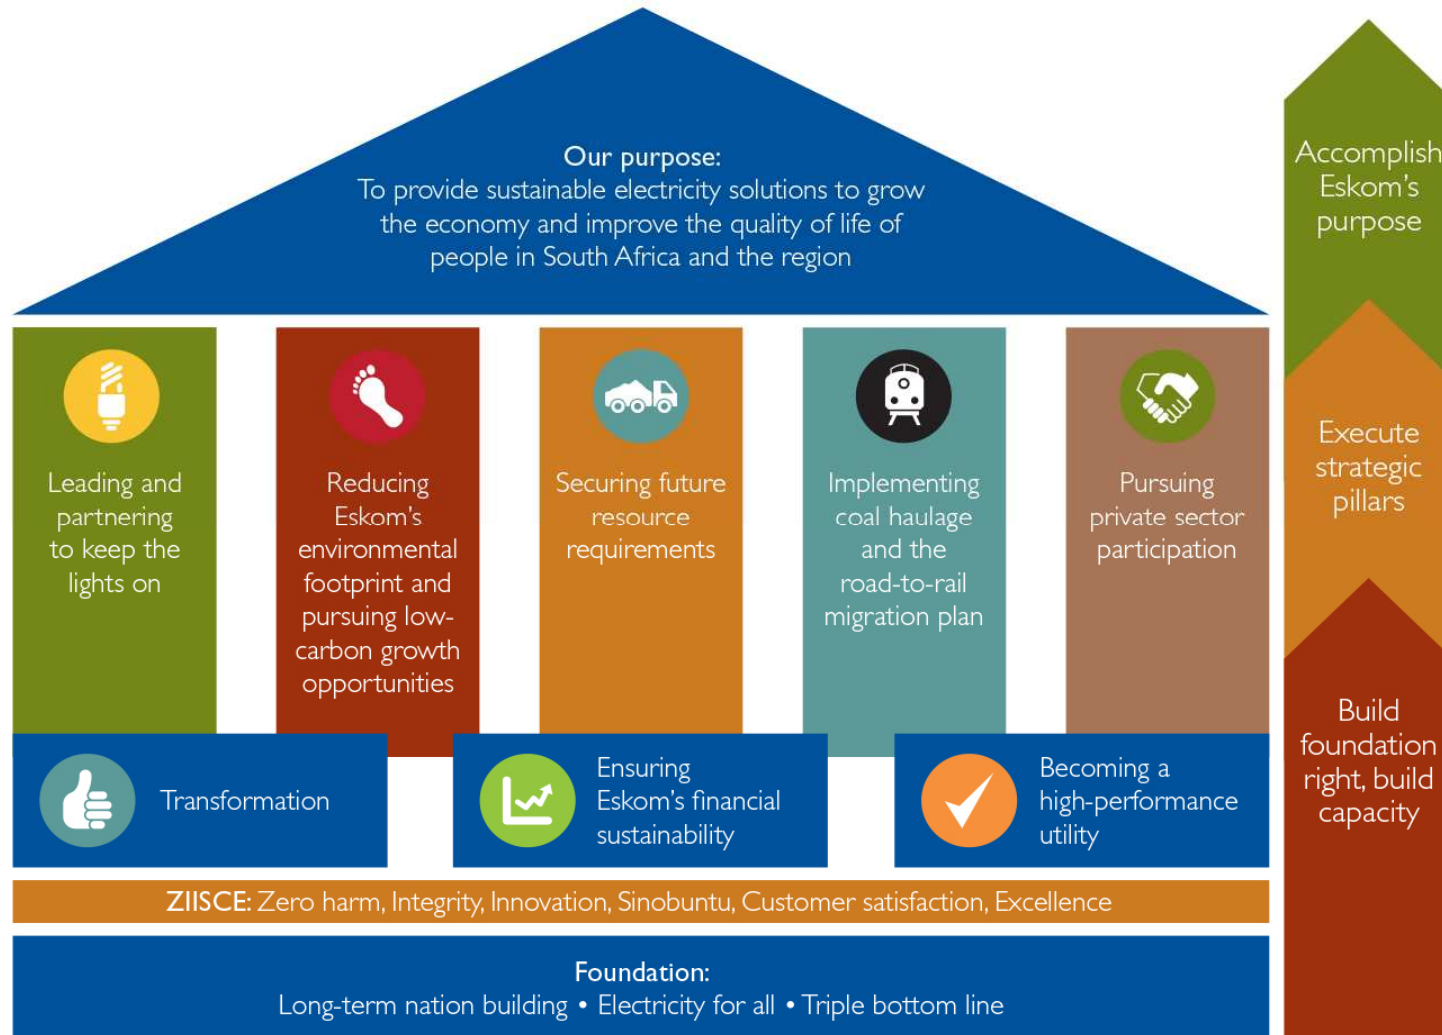 Our purpose:
To provide sustainable electricity solutions to grow
the economy and improve the quality of life of
people in South Africa and the region
Leading and
partnering
to keep the
lights on
Reducing
Eskom's
environmental
footprint and
pursuing low-
carbon growth
opportunities
Securing future
resource
requirements
Implementing
coal haulage
and the
road-to-rail
migration plan
Pursuing
private sector
participation
Transformation
Ensuring
Eskom's financial
sustainability
Becoming a
high-performance
utility
ZIISCE: Zero harm, Integrity, Innovation, Sinobuntu, Customer satisfaction, Excellence
Foundation:
Long-term nation building • Electricity for all • Triple bottom line
Accomplish
Eskom's
purpose
Execute
strategic
pillars
Build
foundation
right, build
capacity